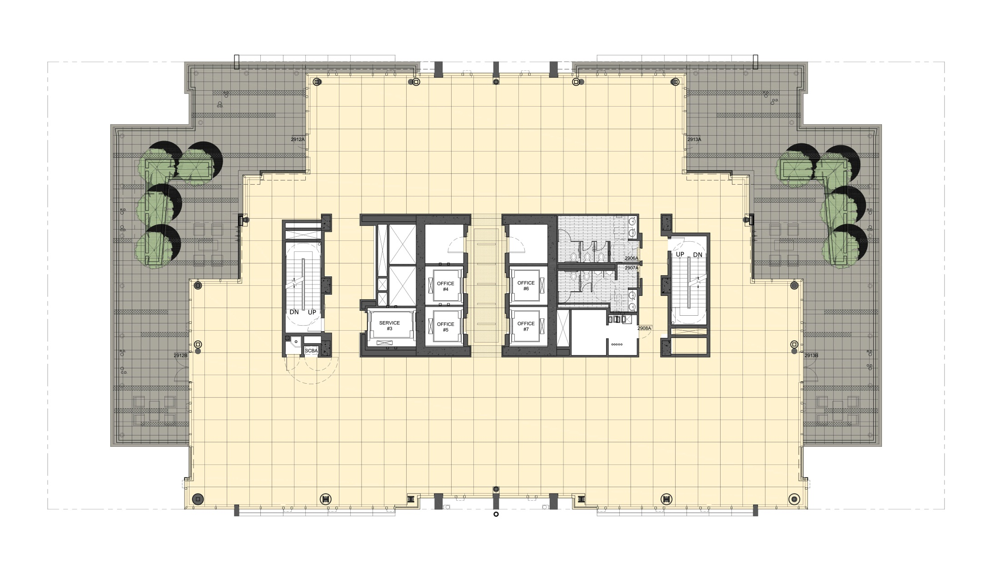 R.D.
O.D.
R.D.
O.D.
2912A
2913A
R.D.
O.D.
R.D.
O.D.
UP
DN
2906A
2907A
OFFICE
#4
OFFICE
#6
DN
UP
SERVICE
#3
OFFICE
#5
OFFICE
#7
2908A
SCBA
R.D.
2912B
O.D.
2913B
R.D.
O.D.